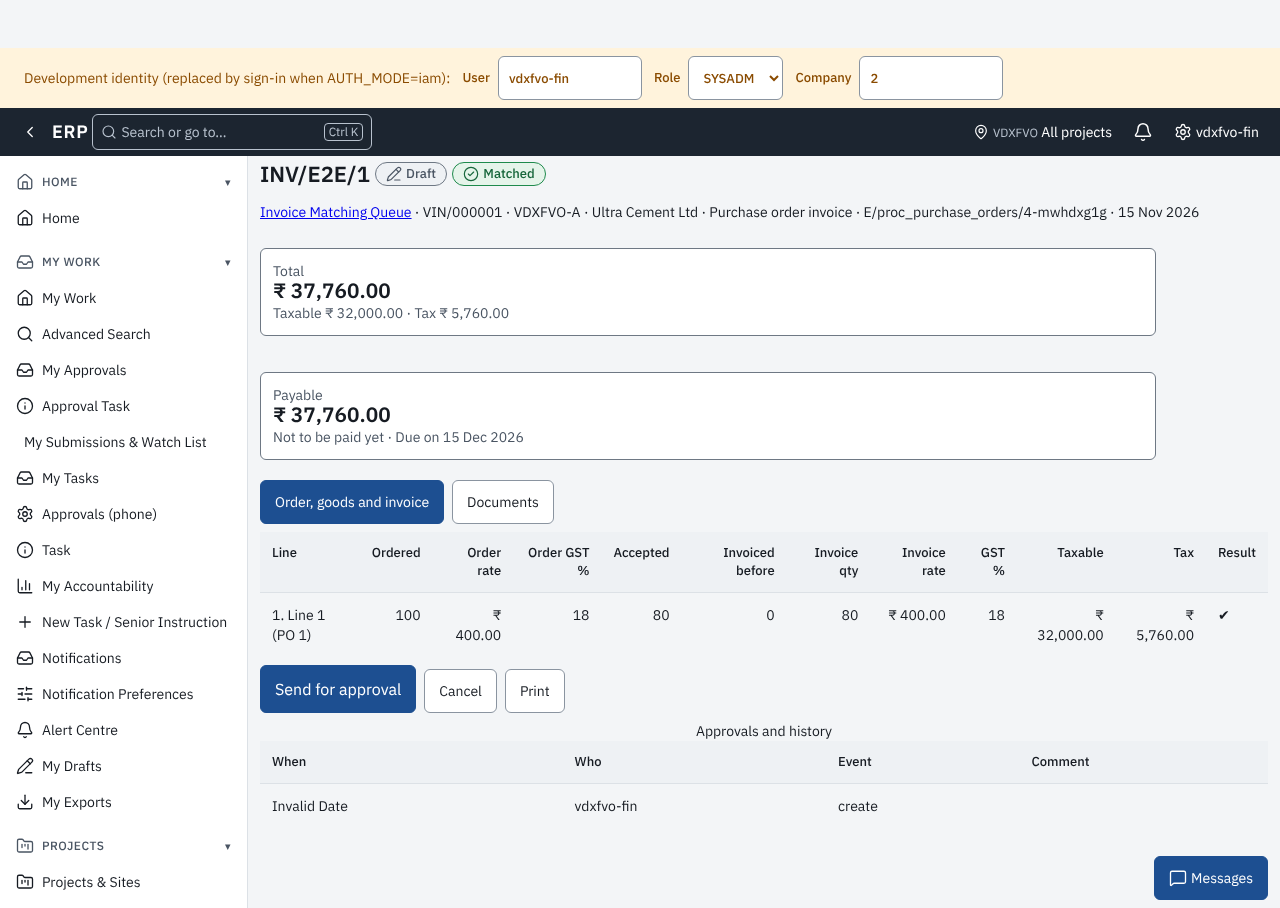 Development identity (replaced by sign-in when AUTH_MODE=iam): User vdxfvo-fin Role SYSADM Company 2
ERP Search or go to... Ctrl K VDXFVO All projects vdxfvo-fin
HOME
Home
MY WORK
My Work
Advanced Search
My Approvals
Approval Task
My Submissions & Watch List
My Tasks
Approvals (phone)
Task
My Accountability
New Task / Senior Instruction
Notifications
Notification Preferences
Alert Centre
My Drafts
My Exports
PROJECTS
Projects & Sites
INV/E2E/1 Draft Matched
Invoice Matching Queue · VIN/000001 · VDXFVO-A · Ultra Cement Ltd · Purchase order invoice · E/proc_purchase_orders/4-mwhdxg1g · 15 Nov 2026
Total
₹ 37,760.00
Taxable ₹ 32,000.00 · Tax ₹ 5,760.00
Payable
₹ 37,760.00
Not to be paid yet · Due on 15 Dec 2026
Order, goods and invoice Documents
Line Ordered Order rate Order GST % Accepted Invoiced before Invoice qty Invoice rate GST % Taxable Tax Result
1. Line 1 (PO 1) 100 ₹ 400.00 18 80 0 80 ₹ 400.00 18 ₹ 32,000.00 ₹ 5,760.00 ✔
Send for approval Cancel Print
Approvals and history
When Who Event Comment
Invalid Date vdxfvo-fin create
Messages